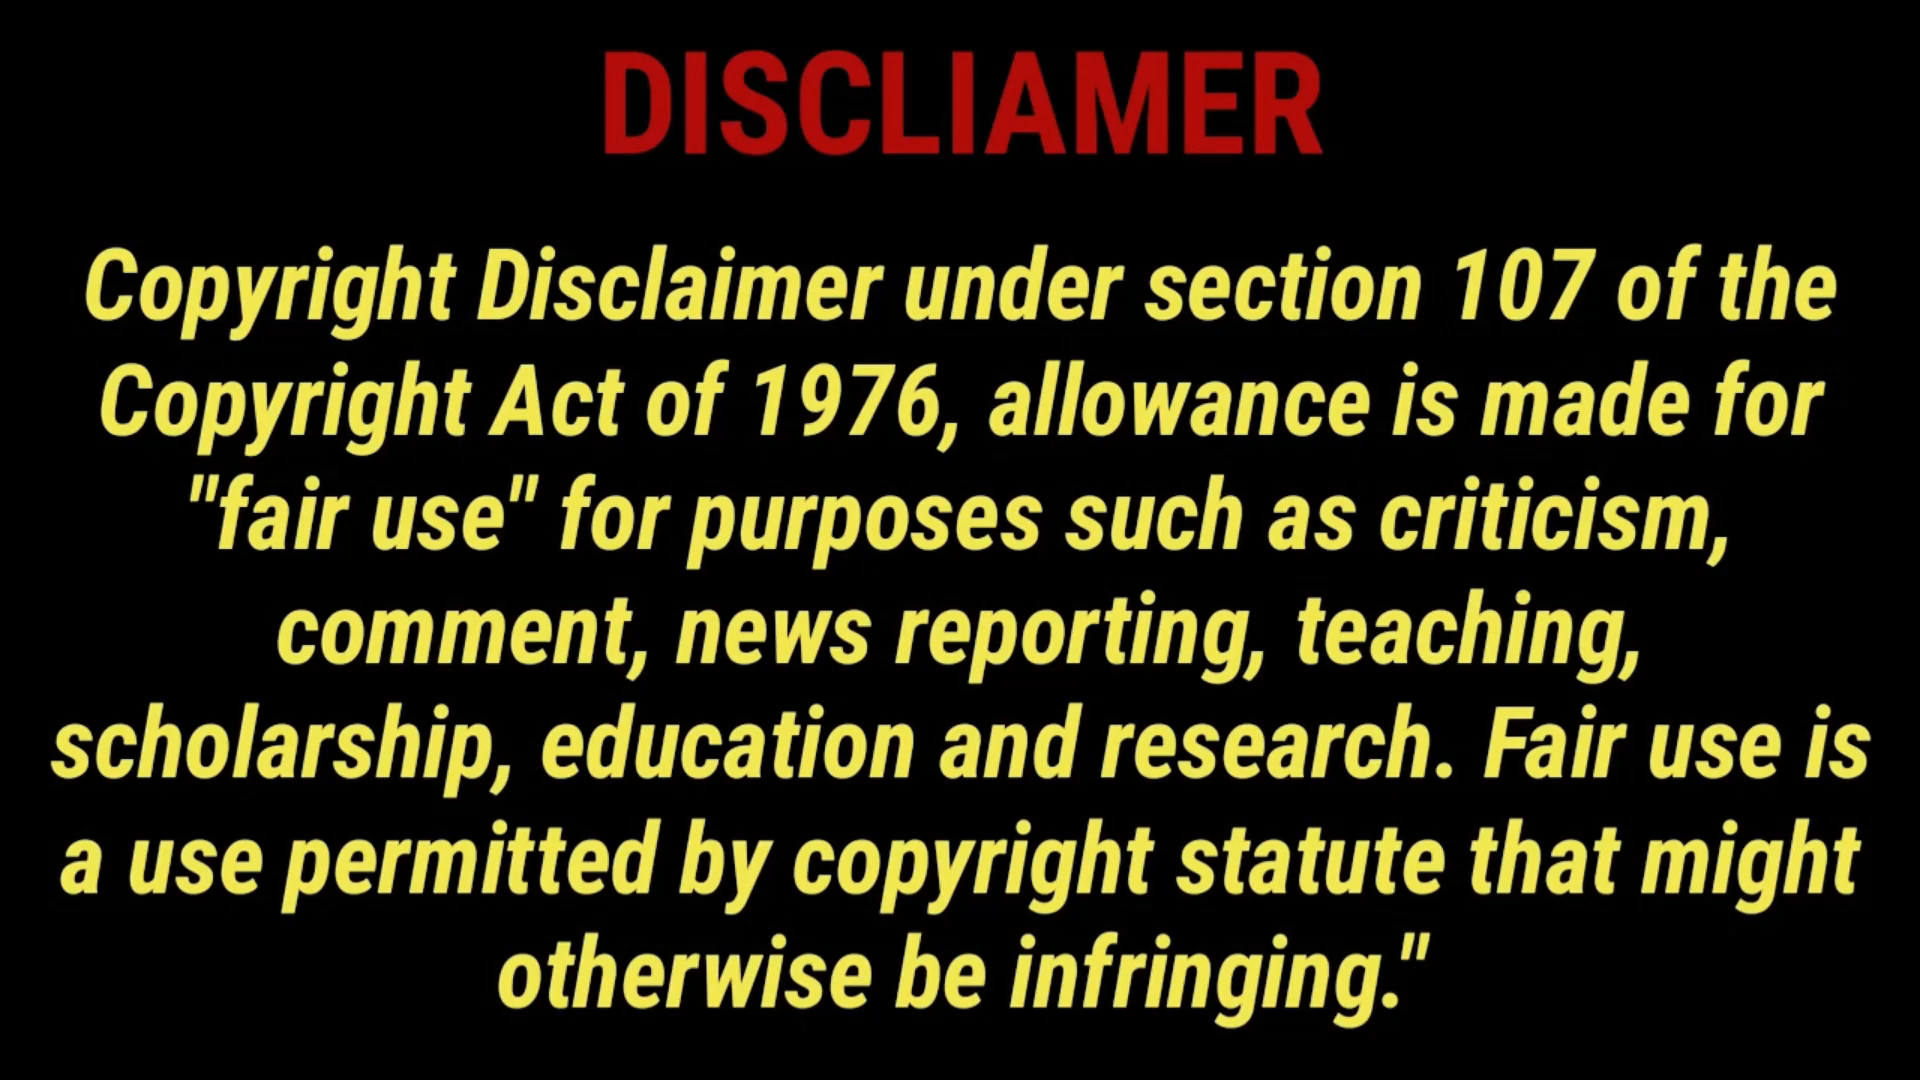 DISCLIAMER
Copyright Disclaimer under section 107 of the
Copyright Act of 1976, allowance is made for
"fair use" for purposes such as criticism,
comment, news reporting, teaching,
scholarship, education and research. Fair use is
a use permitted by copyright statute that might
otherwise be infringing."